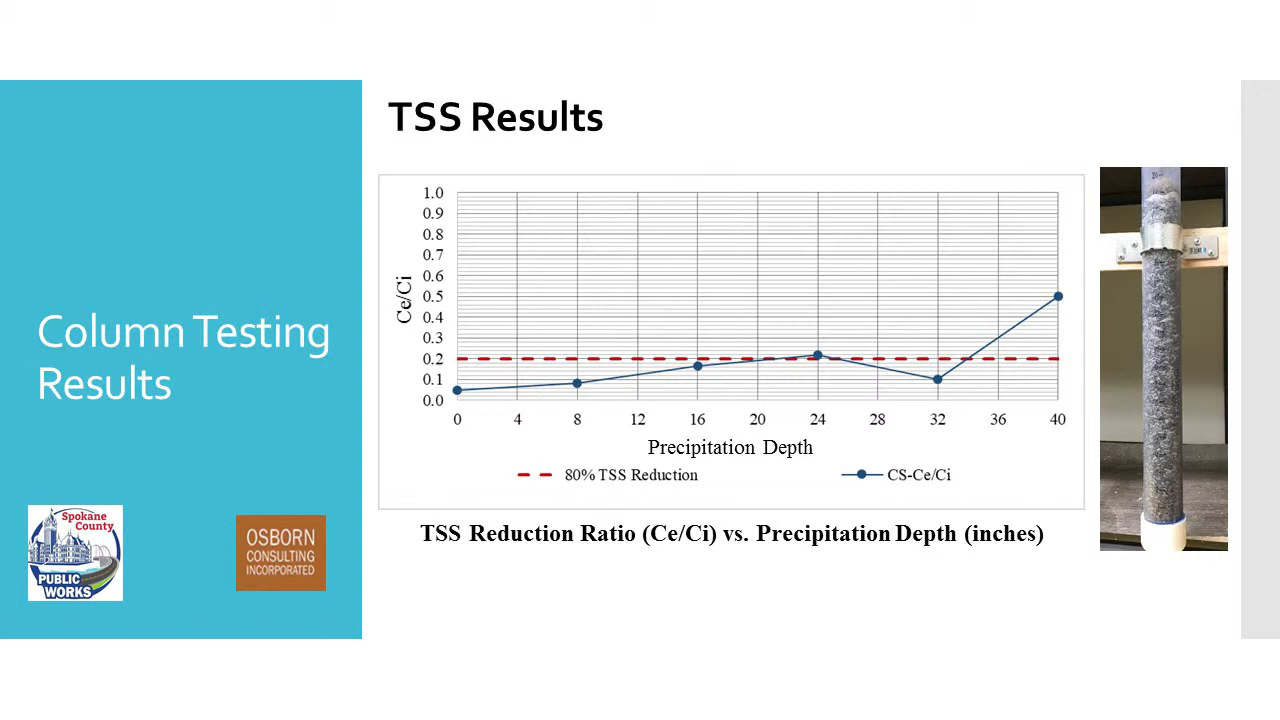 TSS Results
Column Testing
Results
Spokane
County
PUBLIC
WORKS
OSBORN
CONSULTING
INCORPORATED
Ce/Ci
1.0
0.9
0.8
0.7
0.6
0.5
0.4
0.3
0.2
0.1
0.0
0 4 8 12 16 20 24 28 32 36 40
Precipitation Depth
80% TSS Reduction CS-Ce/Ci
TSS Reduction Ratio (Ce/Ci) vs. Precipitation Depth (inches)